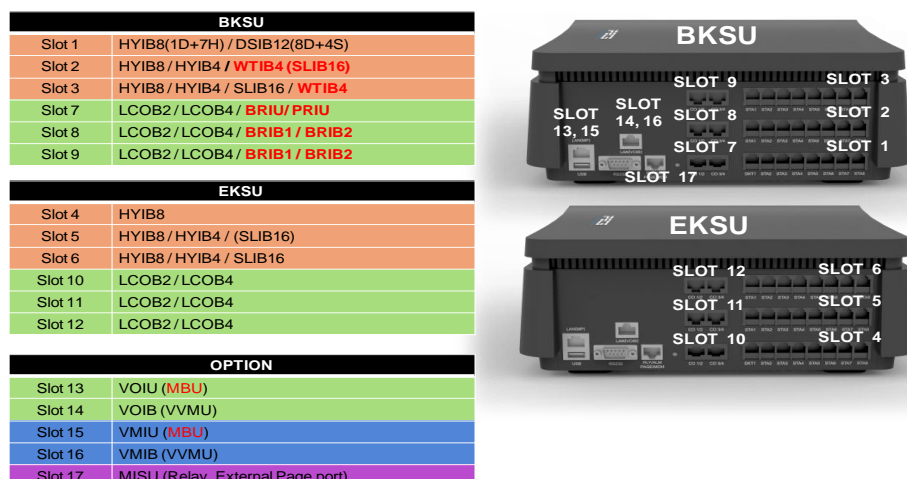 BKSU
Slot 1 HYIB8(1D+7H) / DSIB12(8D+4S)
Slot 2 HYIB8 / HYIB4 / WTIB4 (SLIB16)
Slot 3 HYIB8 / HYIB4 / SLIB16 / WTIB4
Slot 7 LCOB2 / LCOB4 / BRIU/ PRIU
Slot 8 LCOB2 / LCOB4 / BRIB1 / BRIB2
Slot 9 LCOB2 / LCOB4 / BRIB1 / BRIB2
EKSU
Slot 4 HYIB8
Slot 5 HYIB8 / HYIB4 / (SLIB16)
Slot 6 HYIB8 / HYIB4 / SLIB16
Slot 10 LCOB2 / LCOB4
Slot 11 LCOB2 / LCOB4
Slot 12 LCOB2 / LCOB4
OPTION
Slot 13 VOIU (MBU)
Slot 14 VOIB (VVMU)
Slot 15 VMIU (MBU)
Slot 16 VMIB (VVMU)
Slot 17 MISU (Relay, External Page port)
BKSU
SLOT 9 SLOT 3
SLOT 13, 15
SLOT 14, 16
SLOT 8 SLOT 2
SLOT 7 SLOT 1
SLOT 17
EKSU
SLOT 12 SLOT 6
SLOT 11 SLOT 5
SLOT 10 SLOT 4